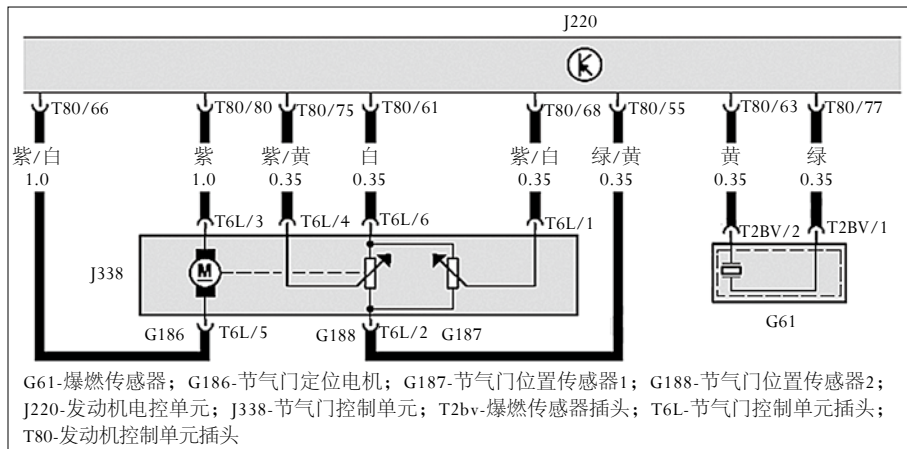 J220
T80/66 T80/80 T80/75 T80/61 T80/68 T80/55 T80/63 T80/77
紫/白 紫 紫/黄 白 紫/白 绿/黄 黄 绿
1.0 1.0 0.35 0.35 0.35 0.35 0.35 0.35
T6L/3 T6L/4 T6L/6 T6L/1 T2BV/2 T2BV/1
J338 M
G186 T6L/5 G188 T6L/2 G187 G61
G61-爆燃传感器；G186-节气门定位电机；G187-节气门位置传感器1；G188-节气门位置传感器2；
J220-发动机电控单元；J338-节气门控制单元；T2bv-爆燃传感器插头；T6L-节气门控制单元插头；
T80-发动机控制单元插头